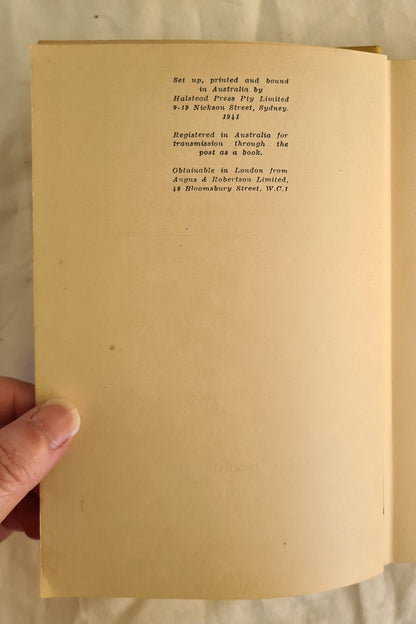 Set up, printed and bound
in Australia by
Halstead Press Pty Limited
9-19 Nickson Street, Sydney.
1941
Registered in Australia for
transmission through the
post as a book.
Obtainable in London from
Angus & Robertson Limited,
48 Bloomsbury Street, W.C.1